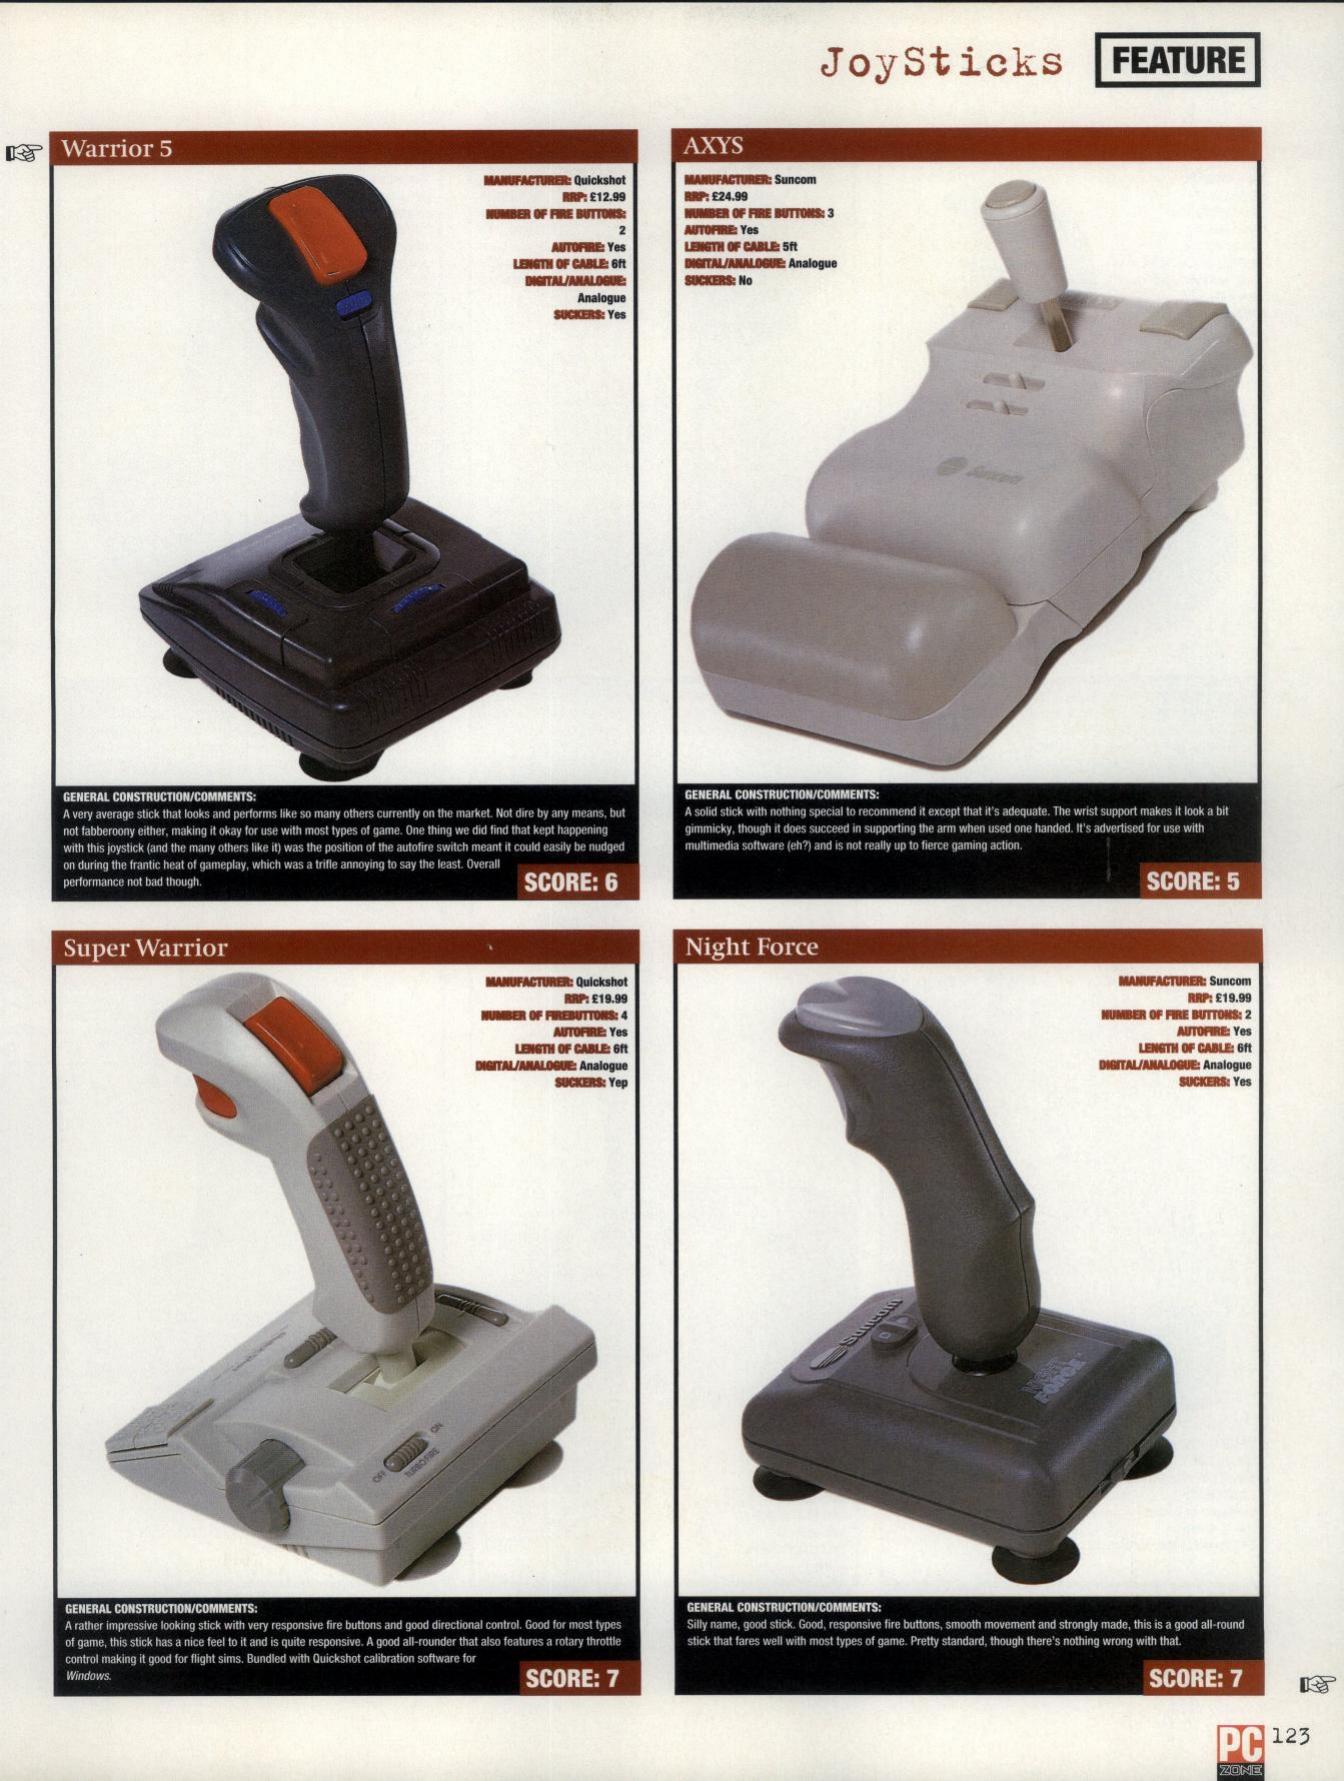 JoySticks FEATURE
Warrior 5
MANUFACTURER: Quickshot
RRP: £12.99
NUMBER OF FIRE BUTTONS:
2
AUTOFIRE: Yes
LENGTH OF CABLE: 6ft
DIGITAL/ANALOGUE:
Analogue
SUCKERS: Yes
GENERAL CONSTRUCTION/COMMENTS:
A very average stick that looks and performs like so many others currently on the market. Not dire by any means, but
not fabberoony either, making it okay for use with most types of game. One thing we did find that kept happening
with this joystick (and the many others like it) was the position of the autofire switch meant it could easily be nudged
on during the frantic heat of gameplay, which was a trifle annoying to say the least. Overall
performance not bad though.
SCORE: 6
AXYS
MANUFACTURER: Suncom
RRP: £24.99
NUMBER OF FIRE BUTTONS: 3
AUTOFIRE: Yes
LENGTH OF CABLE: 5ft
DIGITAL/ANALOGUE: Analogue
SUCKERS: No
Suncom
GENERAL CONSTRUCTION/COMMENTS:
A solid stick with nothing special to recommend it except that it's adequate. The wrist support makes it look a bit
gimmicky, though it does succeed in supporting the arm when used one handed. It's advertised for use with
multimedia software (eh?) and is not really up to fierce gaming action.
SCORE: 5
Super Warrior
MANUFACTURER: Quickshot
RRP: £19.99
NUMBER OF FIREBUTTONS: 4
AUTOFIRE: Yes
LENGTH OF CABLE: 6ft
DIGITAL/ANALOGUE: Analogue
SUCKERS: Yep
ON
OFF
TURBO FIRE
GENERAL CONSTRUCTION/COMMENTS:
A rather impressive looking stick with very responsive fire buttons and good directional control. Good for most types
of game, this stick has a nice feel to it and is quite responsive. A good all-rounder that also features a rotary throttle
control making it good for flight sims. Bundled with Quickshot calibration software for
Windows.
SCORE: 7
Night Force
MANUFACTURER: Suncom
RRP: £19.99
NUMBER OF FIRE BUTTONS: 2
AUTOFIRE: Yes
LENGTH OF CABLE: 6ft
DIGITAL/ANALOGUE: Analogue
SUCKERS: Yes
Suncom
NIGHT
FORCE
GENERAL CONSTRUCTION/COMMENTS:
Silly name, good stick. Good, responsive fire buttons, smooth movement and strongly made, this is a good all-round
stick that fares well with most types of game. Pretty standard, though there's nothing wrong with that.
SCORE: 7
PC
ZONE
123